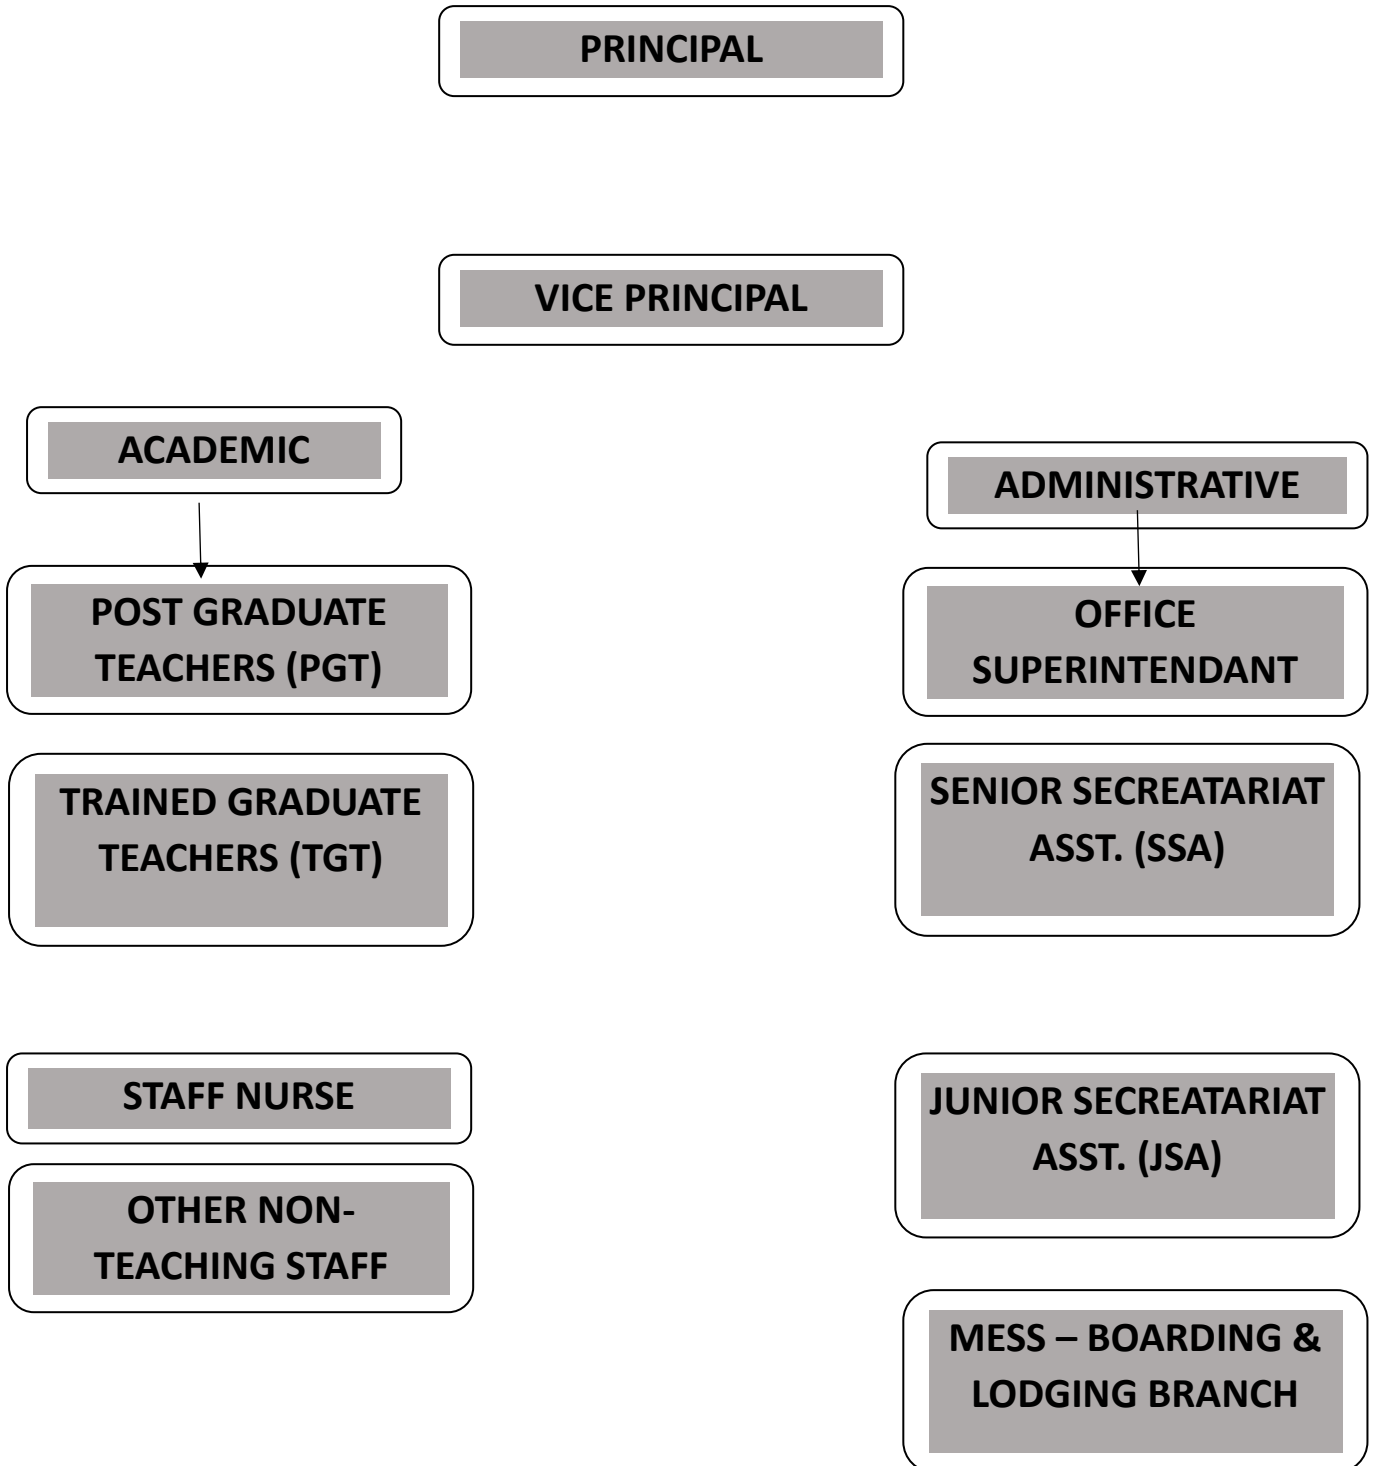 PRINCIPAL
VICE PRINCIPAL
ACADEMIC
ADMINISTRATIVE
POST GRADUATE
TEACHERS (PGT)
OFFICE
SUPERINTENDANT
TRAINED GRADUATE
TEACHERS (TGT)
SENIOR SECREATARIAT
ASST. (SSA)
STAFF NURSE
JUNIOR SECREATARIAT
ASST. (JSA)
OTHER NON-
TEACHING STAFF
MESS – BOARDING &
LODGING BRANCH